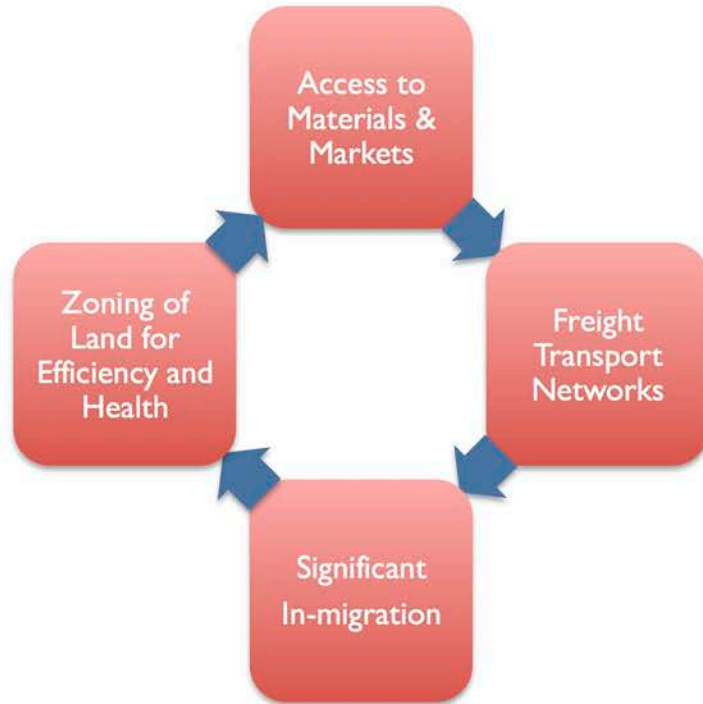 Access to
Materials &
Markets
Freight
Transport
Networks
Significant
In-migration
Zoning of
Land for
Efficiency and
Health